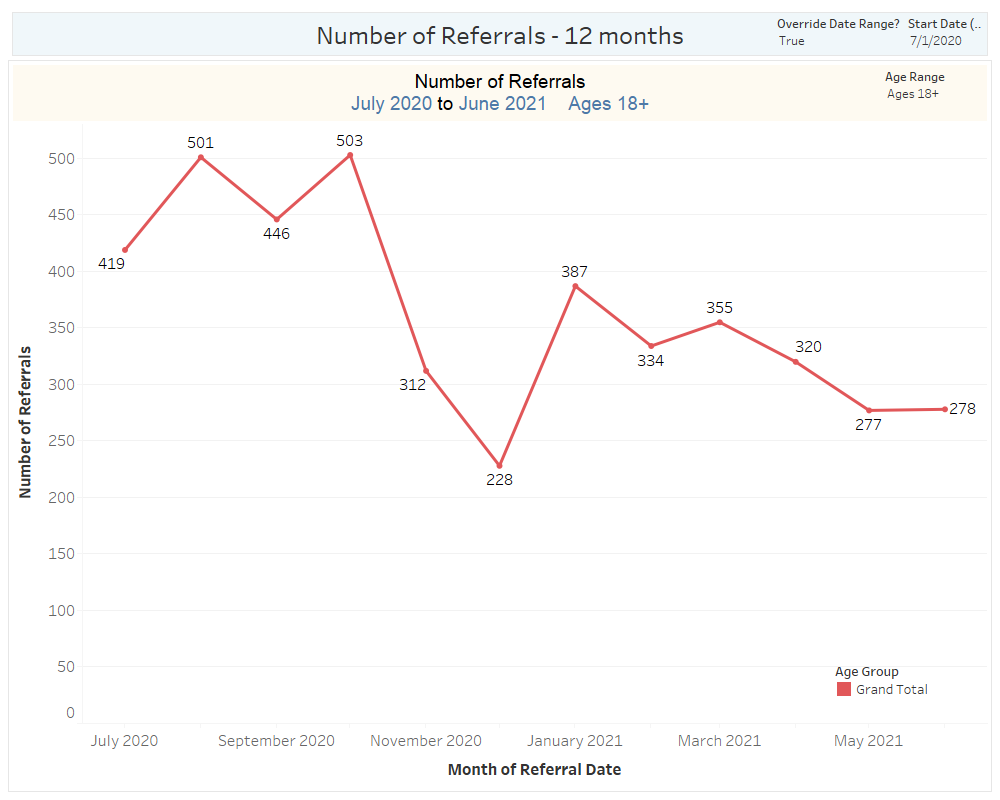 Number of Referrals - 12 months
Override Date Range? Start Date (..
True 7/1/2020
Number of Referrals
July 2020 to June 2021 Ages 18+
Age Range
Ages 18+
Number of Referrals
500
450
400
350
300
250
200
150
100
50
0
419
501
446
503
312
228
387
334
355
320
277
278
Age Group
Grand Total
July 2020
September 2020
November 2020
January 2021
March 2021
May 2021
Month of Referral Date